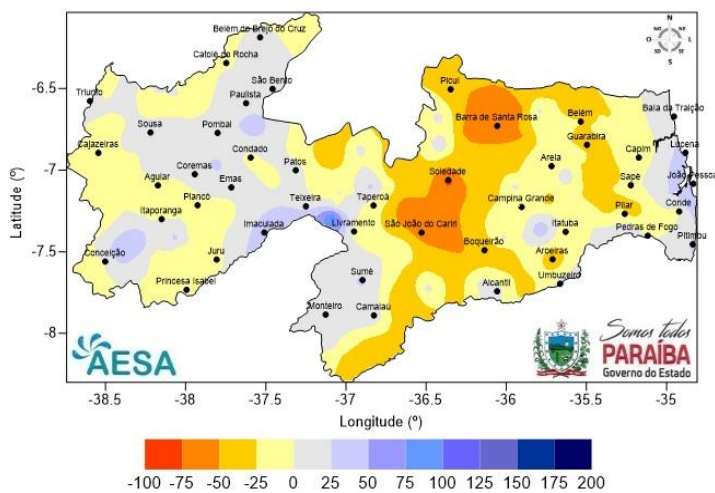 N
O
L
SO
SE
S
Belém do Brejo do Cruz
Catolé do Rocha
São Bento
Triunfo
Paulista
Picuí
Barra de Santa Rosa
Belém
Baía da Traição
Sousa
Pombal
Guarabira
Cajazeiras
Condado
Capim
Lucena
Coremas
Patos
Areia
Aguiar
Emas
Soledade
Sapé
João Pessoa
Piancó
Teixeira
Taperoá
Campina Grande
Pilar
Conde
Itaporanga
Imaculada
Livramento
São João do Cariri
Itatuba
Pedras de Fogo
Pitimbu
Conceição
Juru
Boqueirão
Aroeiras
Princesa Isabel
Sumé
Alcantil
Umbuzeiro
Monteiro
Camalaú
-6.5
-7
-7.5
-8
Latitude (º)
AESA
Somos todos
PARAÍBA
Governo do Estado
-38.5 -38 -37.5 -37 -36.5 -36 -35.5 -35
Longitude (º)
-100 -75 -50 -25 0 25 50 75 100 125 150 175 200